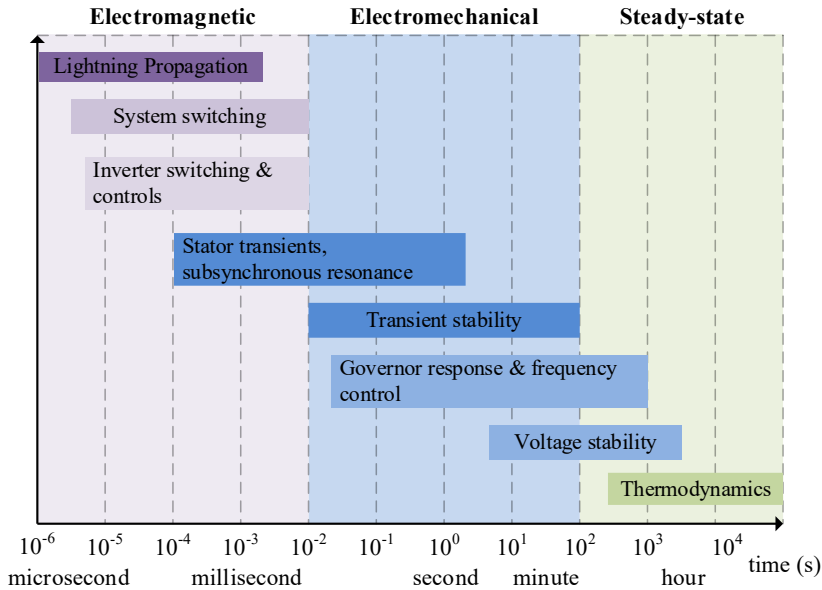 Electromagnetic Electromechanical Steady-state
Lightning Propagation
System switching
Inverter switching &
controls
Stator transients,
subsynchronous resonance
Transient stability
Governor response & frequency
control
Voltage stability
Thermodynamics
10⁻⁶ 10⁻⁵ 10⁻⁴ 10⁻³ 10⁻² 10⁻¹ 10⁰ 10¹ 10² 10³ 10⁴ time (s)
microsecond millisecond second minute hour